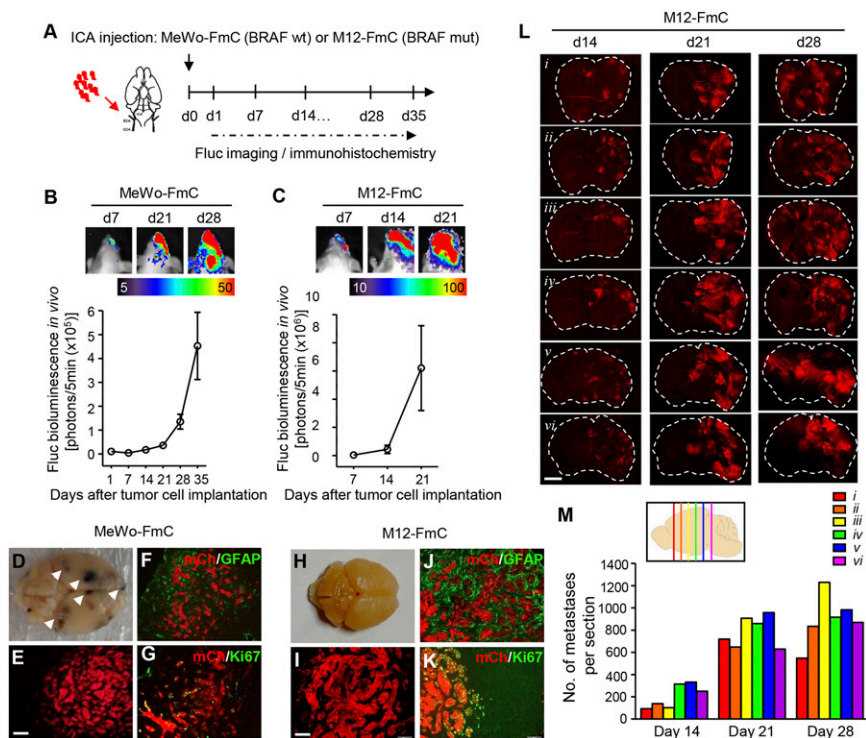 A
ICA injection: MeWo-FmC (BRAF wt) or M12-FmC (BRAF mut)
d0 d1 d7 d14... d28 d35
Fluc imaging / immunohistochemistry
B
MeWo-FmC
d7 d21 d28
5 50
Fluc bioluminescence in vivo
[photons/5min (x10⁵)]
6
5
4
3
2
1
0
1 7 14 21 28 35
Days after tumor cell implantation
C
M12-FmC
d7 d14 d21
10 100
Fluc bioluminescence in vivo
[photons/5min (x10⁵)]
10
8
6
4
2
0
7 14 21
Days after tumor cell implantation
MeWo-FmC
D
E
F mCh/GFAP
G mCh/Ki67
M12-FmC
H
I
J mCh/GFAP
K mCh/Ki67
L
M12-FmC
d14 d21 d28
i
ii
iii
iv
v
vi
M
i
ii
iii
iv
v
vi
No. of metastases
per section
1400
1200
1000
800
600
400
200
0
Day 14 Day 21 Day 28